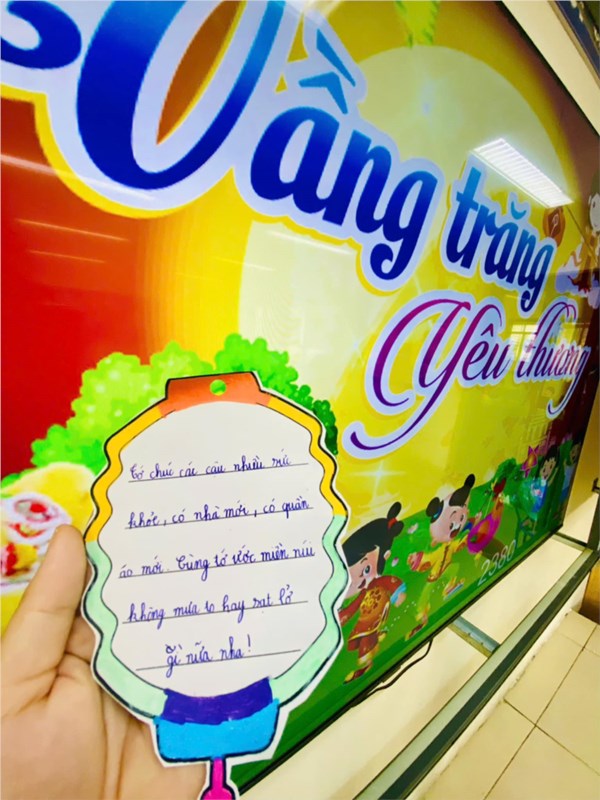 Vầng trăng
Yêu thương
Tớ chúc các cậu nhiều sức
khỏe, có nhà mới, có quần
áo mới. Cùng tớ ước miền núi
không mưa to hay sạt lở
gì nữa nha!
2380